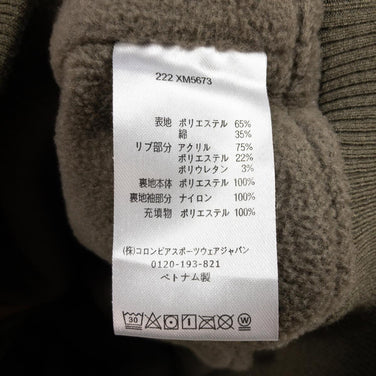 222 XM5673
表地 ポリエステル 65%
綿 35%
リブ部分 アクリル 75%
ポリエステル 22%
ポリウレタン 3%
裏地本体 ポリエステル 100%
裏地袖部分 ナイロン 100%
充填物 ポリエステル 100%
(株)コロンビアスポーツウェアジャパン
0120-193-821
ベトナム製
30 W